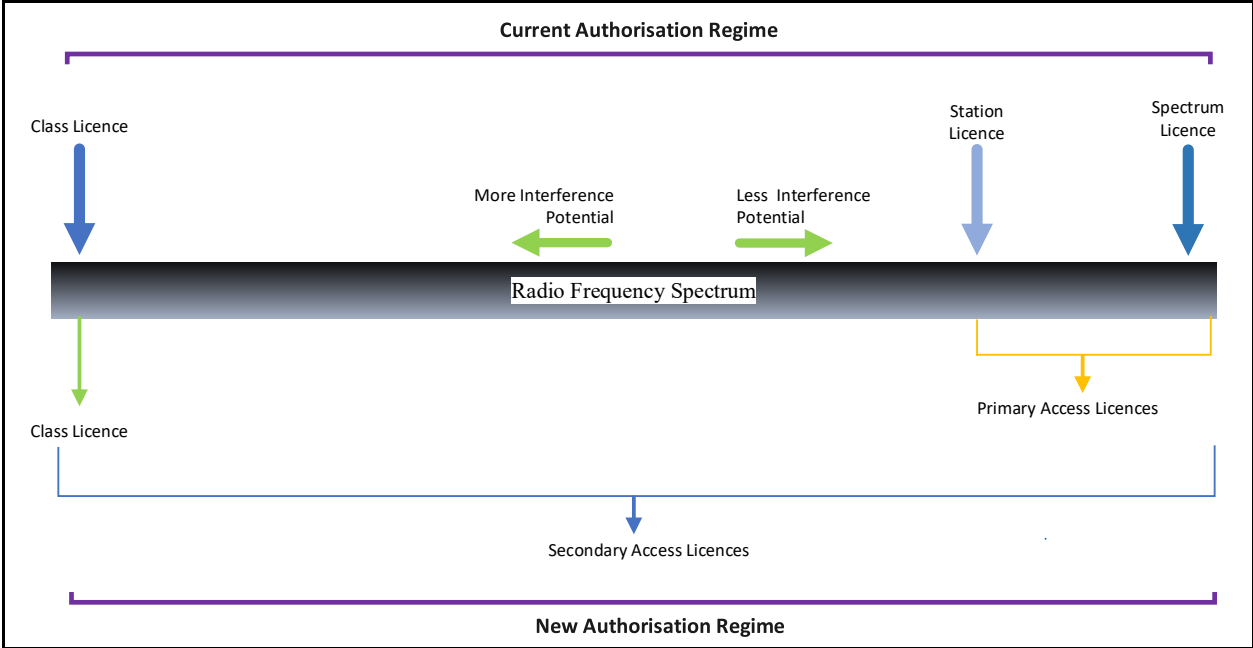 Current Authorisation Regime
Class Licence
Station
Licence
Spectrum
Licence
More Interference
Potential
Less Interference
Potential
Radio Frequency Spectrum
Class Licence
Primary Access Licences
Secondary Access Licences
New Authorisation Regime